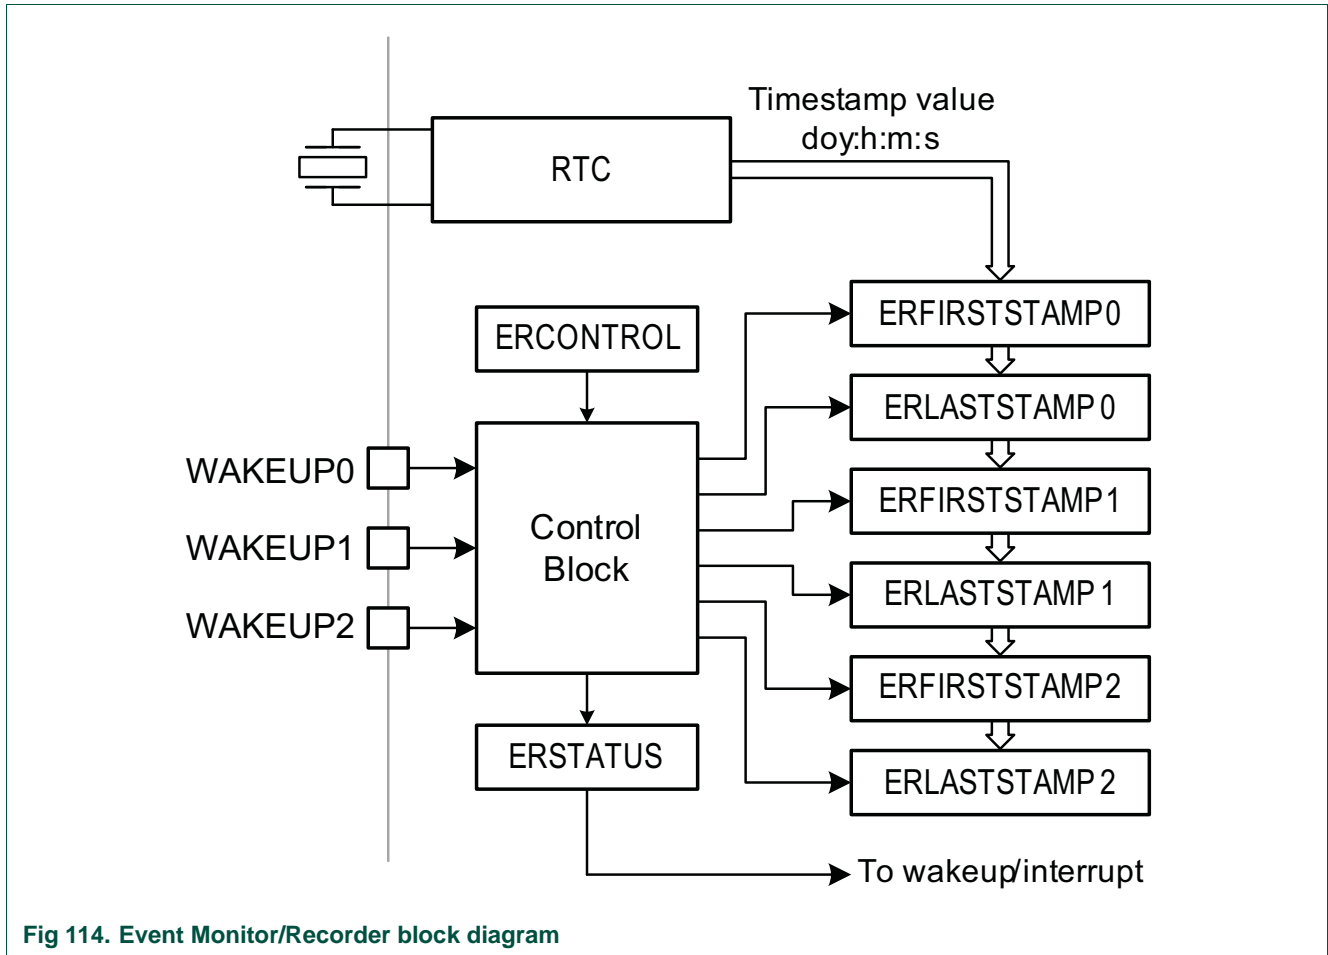 Timestamp value
doy:h:m:s
RTC
ERFIRSTSTAMP0
ERCONTROL
ERLASTSTAMP0
WAKEUP0
ERFIRSTSTAMP1
Control
Block
WAKEUP1
ERLASTSTAMP1
WAKEUP2
ERFIRSTSTAMP2
ERSTATUS
ERLASTSTAMP2
To wakeup/interrupt
Fig 114. Event Monitor/Recorder block diagram